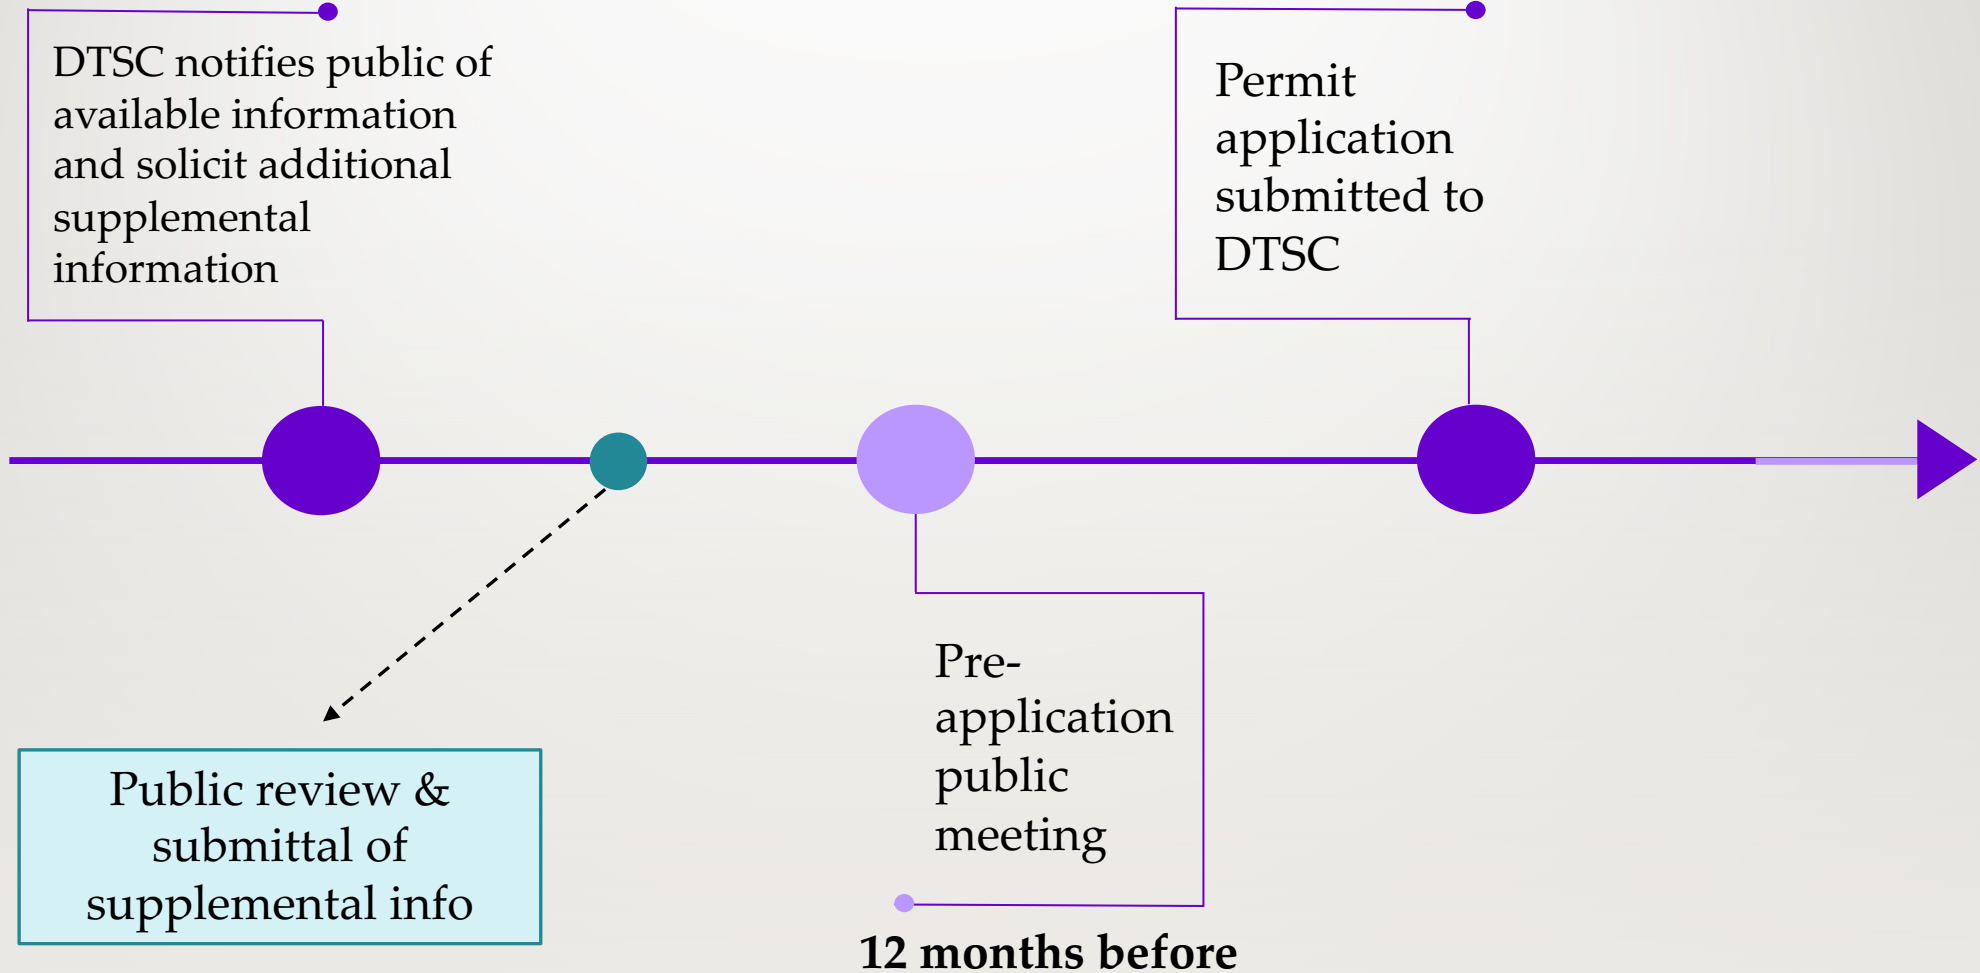 DTSC notifies public of
available information
and solicit additional
supplemental
information
Permit
application
submitted to
DTSC
Public review &
submittal of
supplemental info
Pre-
application
public
meeting
12 months before